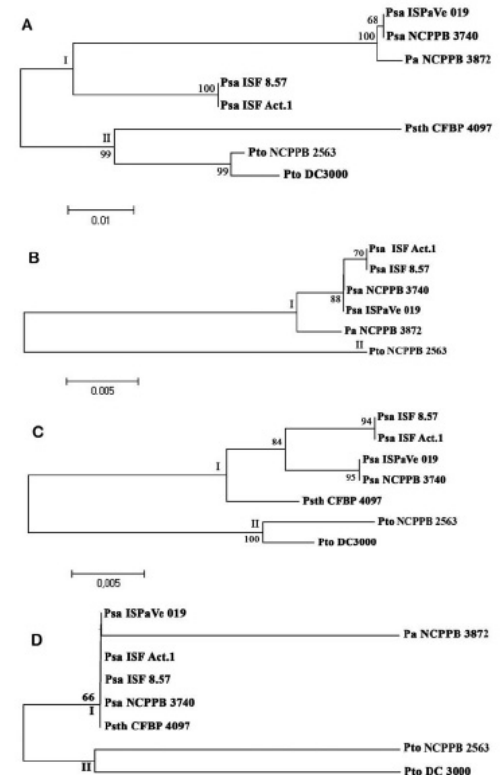 A
68
Psa ISPaVe 019
100
Psa NCPPB 3740
I
Pa NCPPB 3872
100
Psa ISF 8.57
Psa ISF Act.1
II
Psth CFBP 4097
99
Pto NCPPB 2563
99
Pto DC3000
0.01
B
70
Psa ISF Act.1
Psa ISF 8.57
Psa NCPPB 3740
88
I
Psa ISPaVe 019
Pa NCPPB 3872
II
Pto NCPPB 2563
0.005
C
94
Psa ISF 8.57
Psa ISF Act.1
84
Psa ISPaVe 019
I
95
Psa NCPPB 3740
Psth CFBP 4097
II
Pto NCPPB 2563
100
Pto DC3000
0,005
D
Psa ISPaVe 019
Pa NCPPB 3872
Psa ISF Act.1
Psa ISF 8.57
66
Psa NCPPB 3740
I
Psth CFBP 4097
Pto NCPPB 2563
II
Pto DC 3000